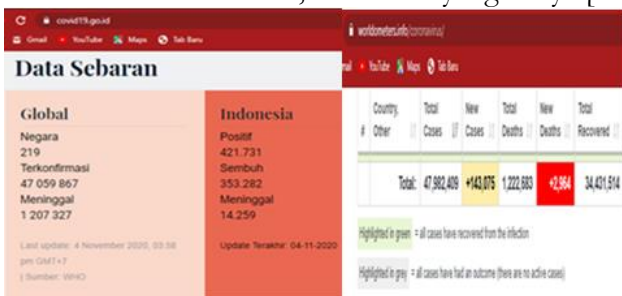 covid19.go.id
Gmail YouTube Maps Tab Baru
Data Sebaran
Global
Negara
219
Terkonfirmasi
47 059 867
Meninggal
1 207 327
Last update: 4 November 2020, 03:58
pm GMT+7
| Sumber: WHO
Indonesia
Positif
421.731
Sembuh
353.282
Meninggal
14.259
Update Terakhir: 04-11-2020
worldometers.info/coronavirus/
YouTube Maps Tab Baru
# Country, Other Total Cases New Cases Total Deaths New Deaths Total Recovered
Total: 47,982,409 +143,075 1,222,683 +2,964 34,431,514
Highlighted in green = all cases have recovered from the infection
Highlighted in grey = all cases have had an outcome (there are no active cases)